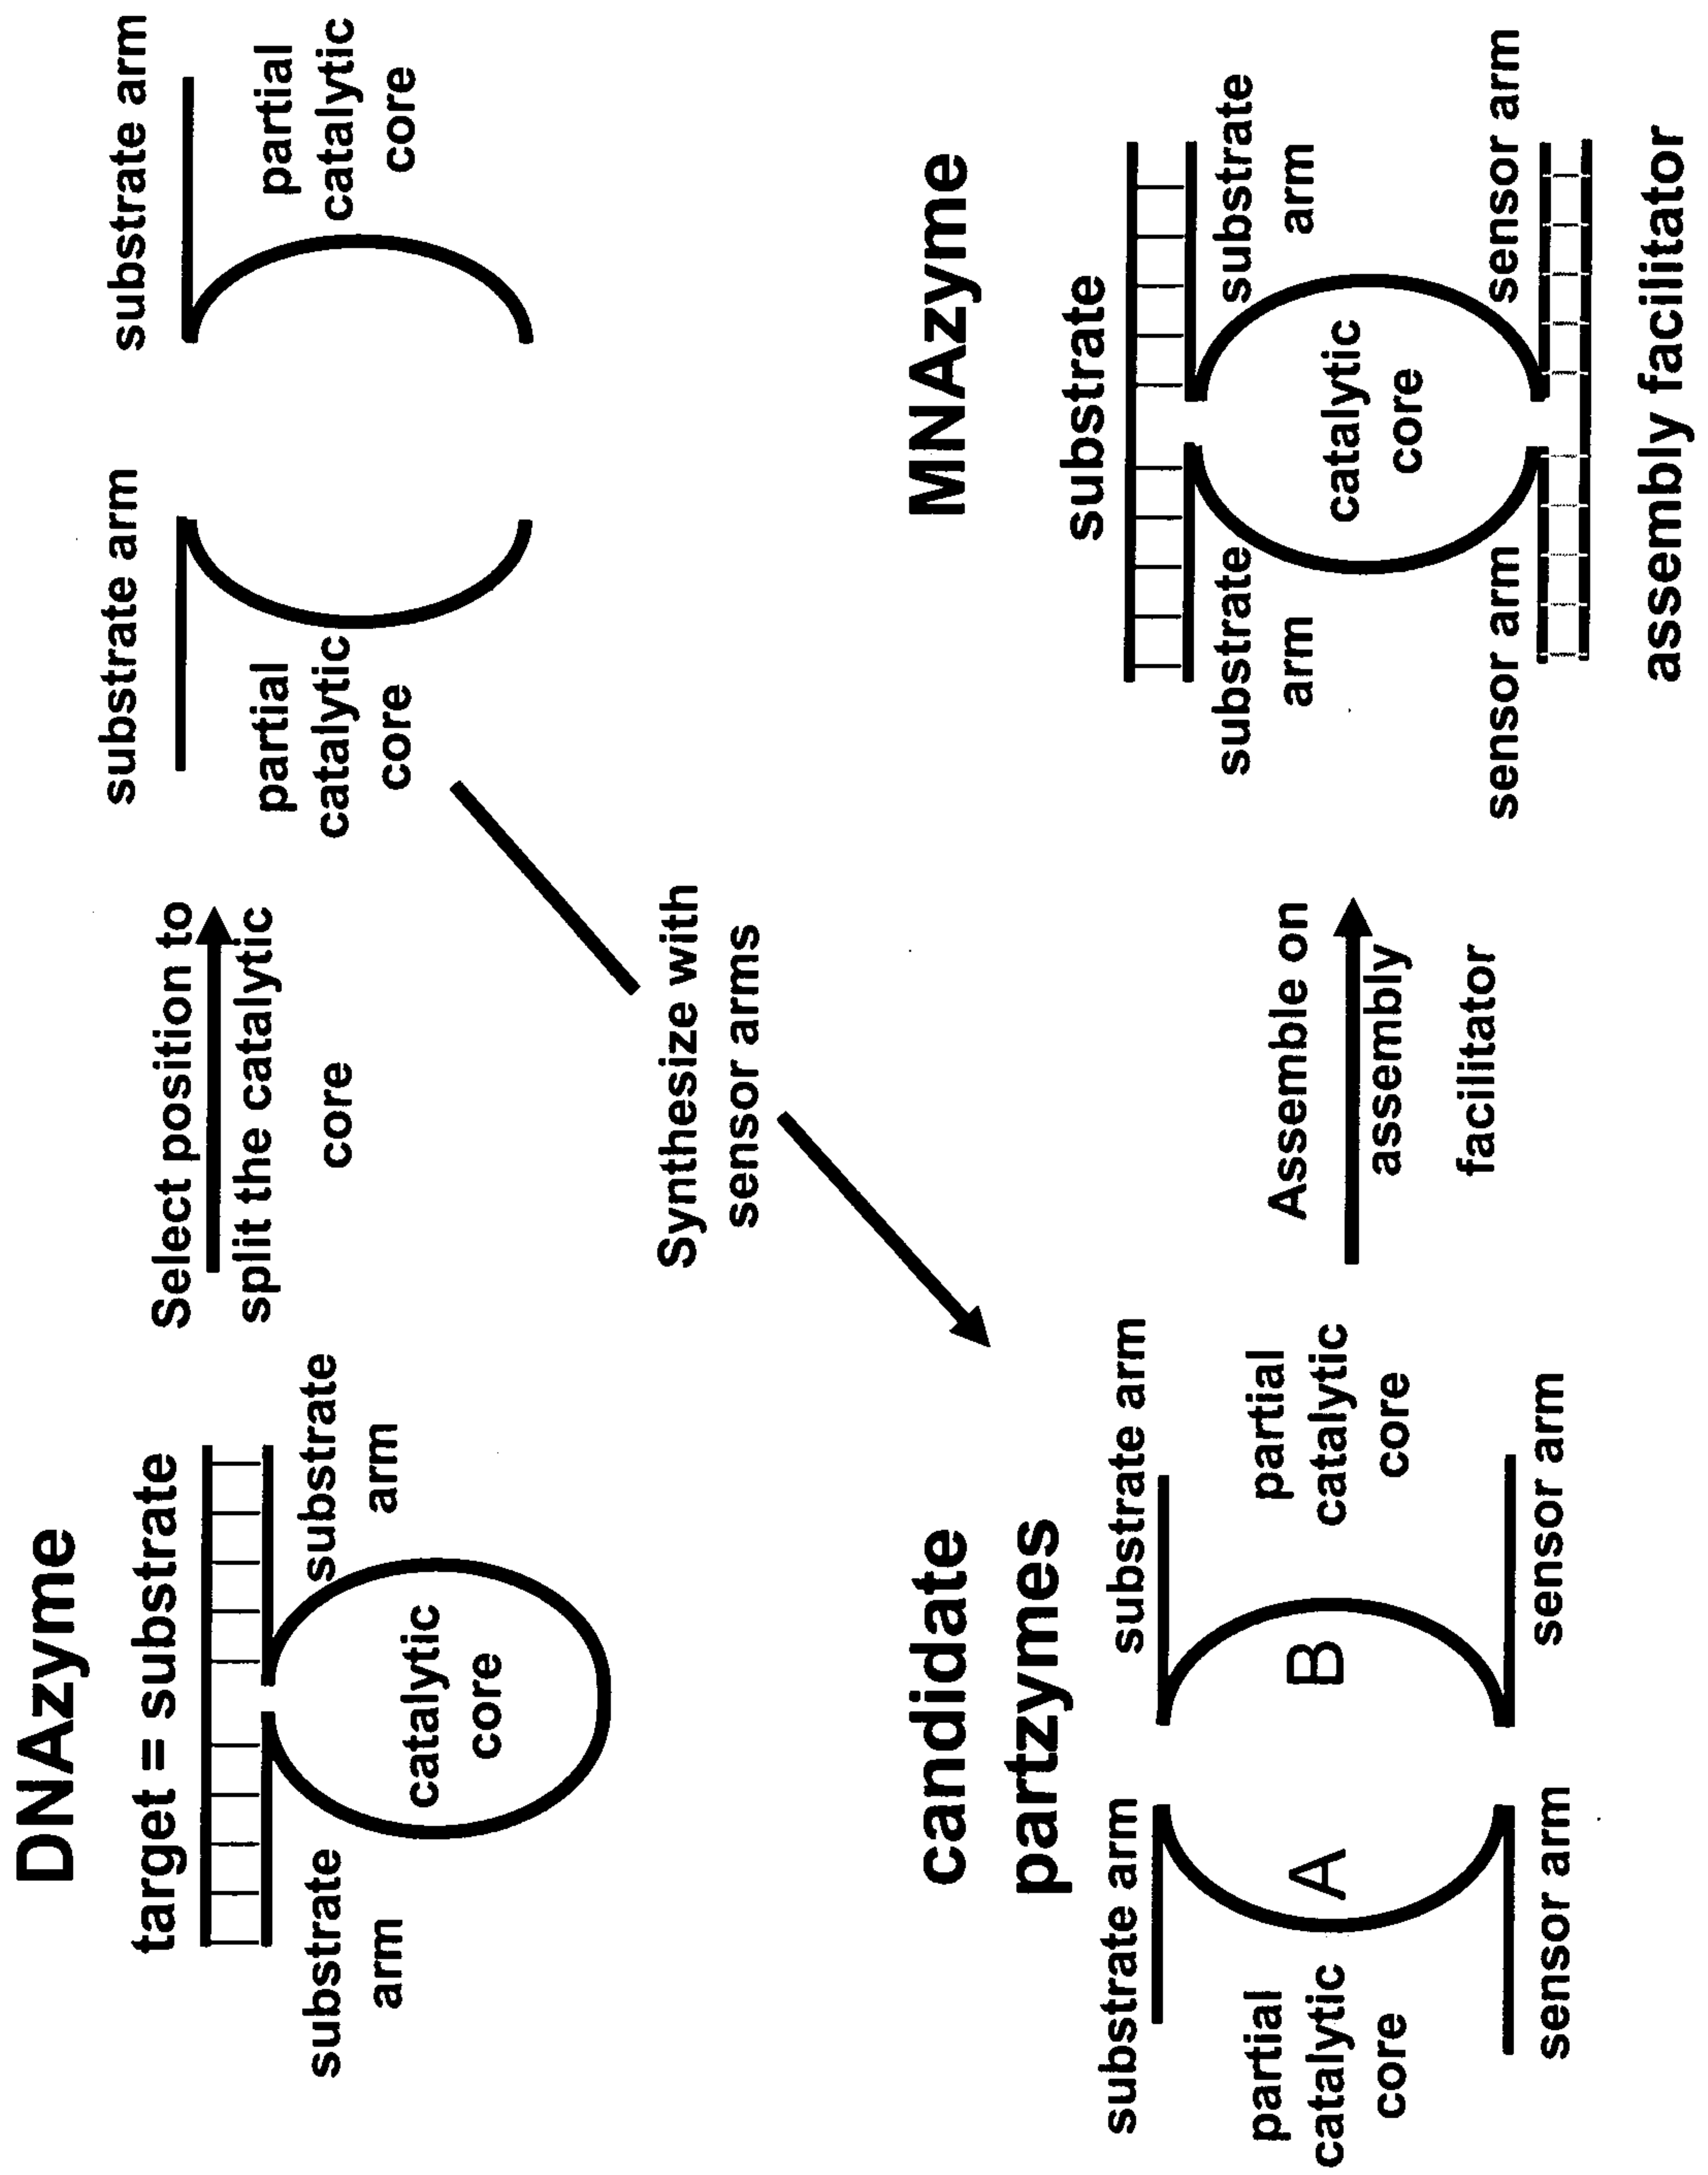 DNAzyme
target = substrate
substrate
arm
substrate
arm
catalytic
core
Select position to
split the catalytic
core
substrate arm
partial
catalytic
core
substrate arm
partial
catalytic
core
Synthesize with
sensor arms
candidate
partzymes
substrate arm
substrate arm
partial
catalytic
core
A
B
partial
catalytic
core
sensor arm
sensor arm
Assemble on
assembly
facilitator
MNAzyme
substrate
substrate
arm
substrate
arm
catalytic
core
sensor arm
sensor arm
assembly facilitator